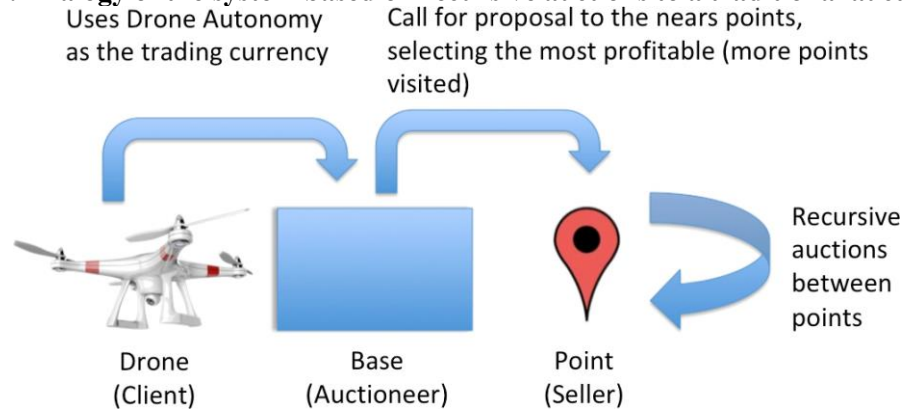 Uses Drone Autonomy
as the trading currency
Call for proposal to the nears points,
selecting the most profitable (more points
visited)
Recursive
auctions
between
points
Drone
(Client)
Base
(Auctioneer)
Point
(Seller)